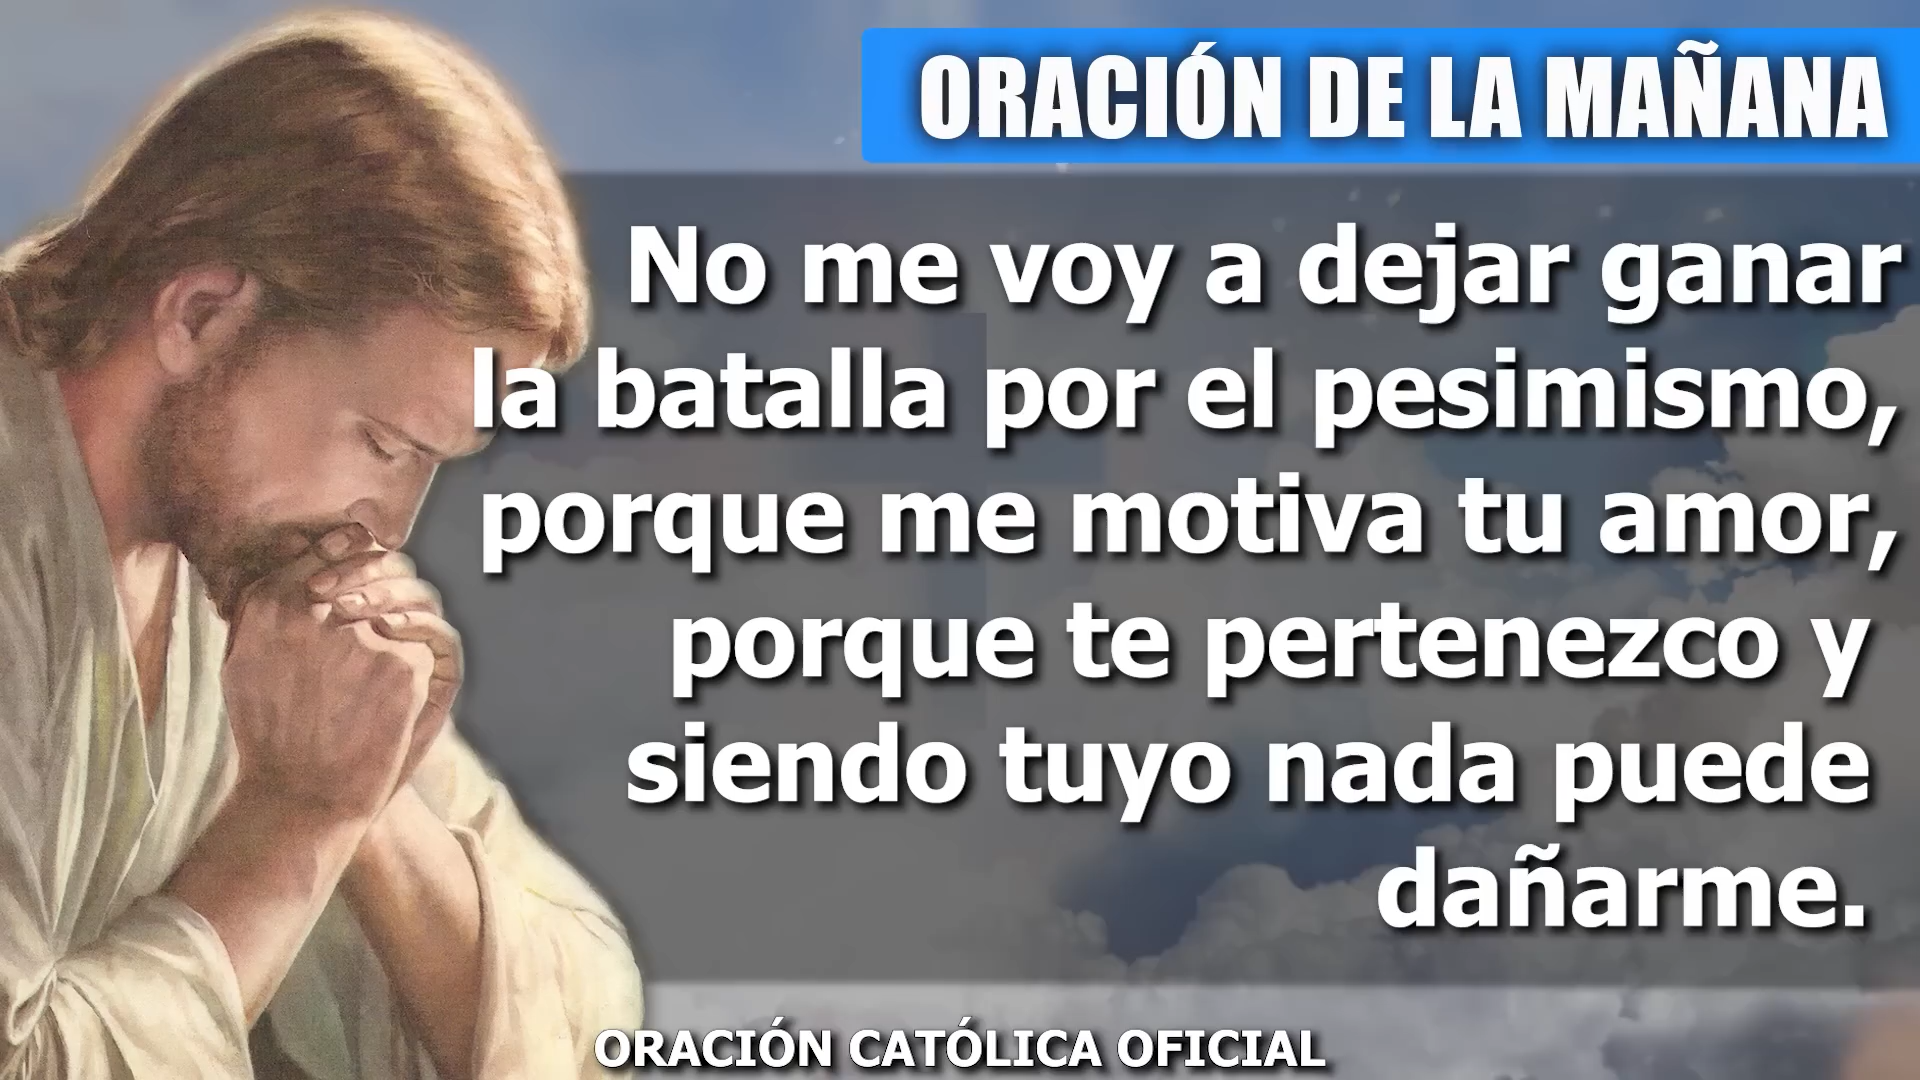 ORACIÓN DE LA MAÑANA
No me voy a dejar ganar
la batalla por el pesimismo,
porque me motiva tu amor,
porque te pertenezco y
siendo tuyo nada puede
dañarme.
ORACIÓN CATÓLICA OFICIAL